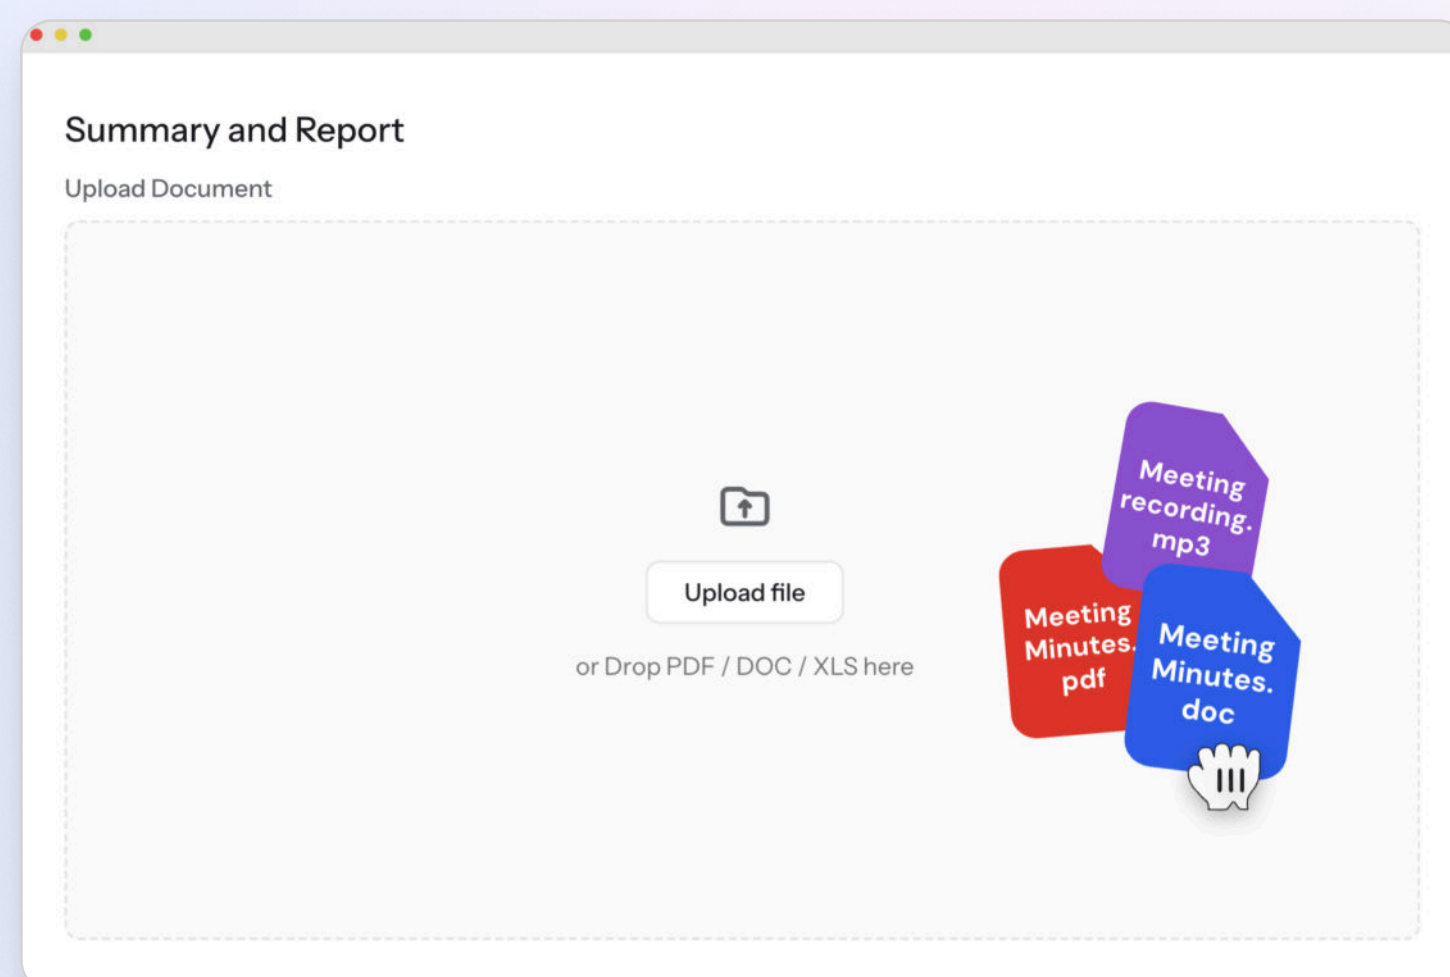 Summary and Report
Upload Document
Upload file
or Drop PDF / DOC / XLS here
Meeting
recording.
mp3
Meeting
Minutes.
pdf
Meeting
Minutes.
doc